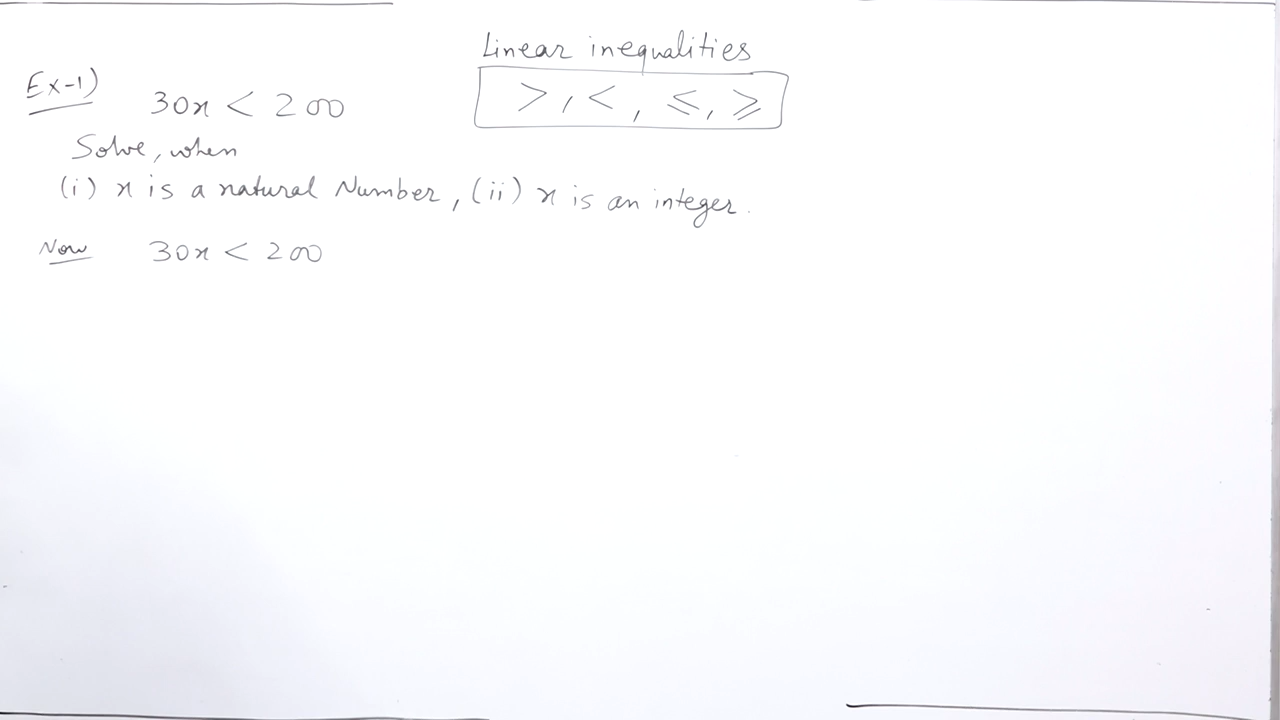 Linear inequalities
>, <, ≤, ≥
Ex-1) 30x < 200
Solve, when
(i) x is a natural Number, (ii) x is an integer.
Now 30x < 200